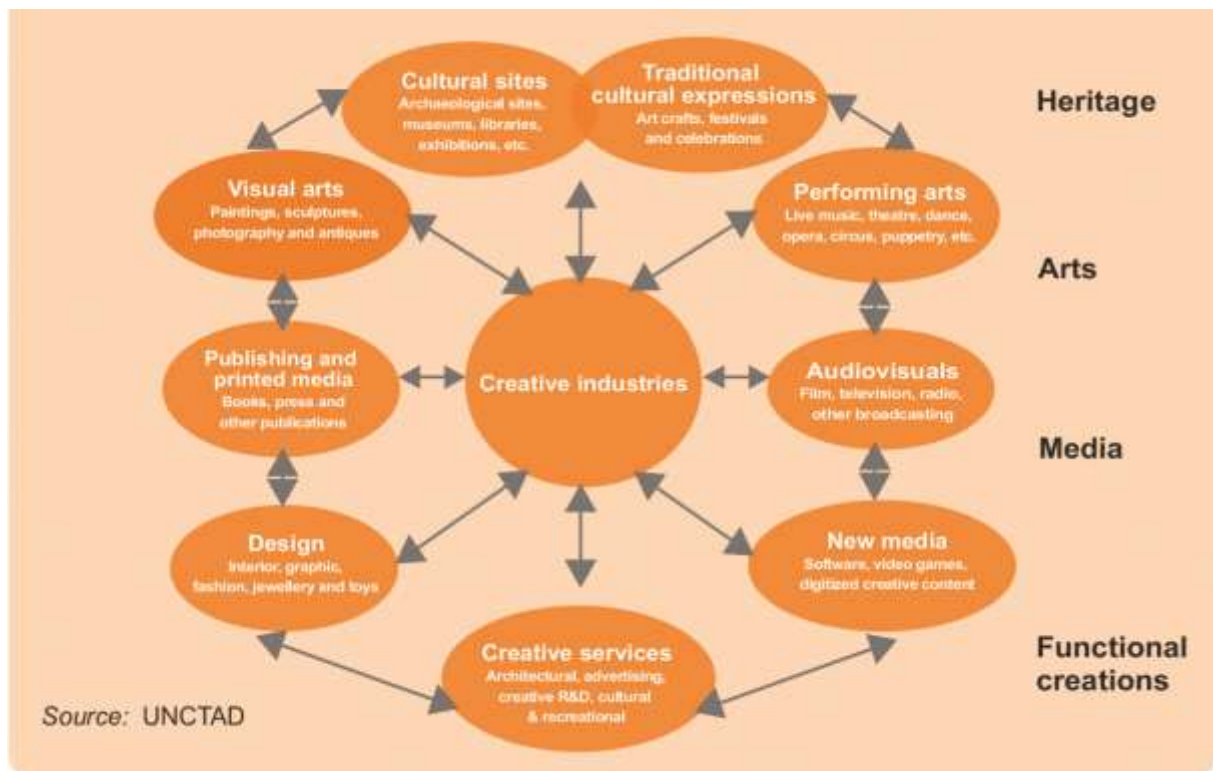 Cultural sites
Archaeological sites,
museums, libraries,
exhibitions, etc.
Traditional
cultural expressions
Art crafts, festivals
and celebrations
Heritage
Visual arts
Paintings, sculptures,
photography and antiques
Performing arts
Live music, theatre, dance,
opera, circus, puppetry, etc.
Arts
Publishing and
printed media
Books, press and
other publications
Creative industries
Audiovisuals
Film, television, radio,
other broadcasting
Media
Design
Interior, graphic,
fashion, jewellery and toys
New media
Software, video games,
digitized creative content
Creative services
Architectural, advertising,
creative R&D, cultural
& recreational
Functional
creations
Source: UNCTAD